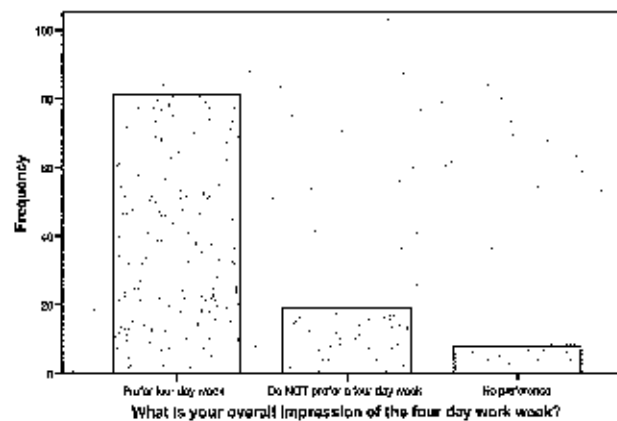 100
80
60
40
20
0
Frequency
Prefer four day week
Do NOT prefer a four day week
No preference
What is your overall impression of the four day work week?